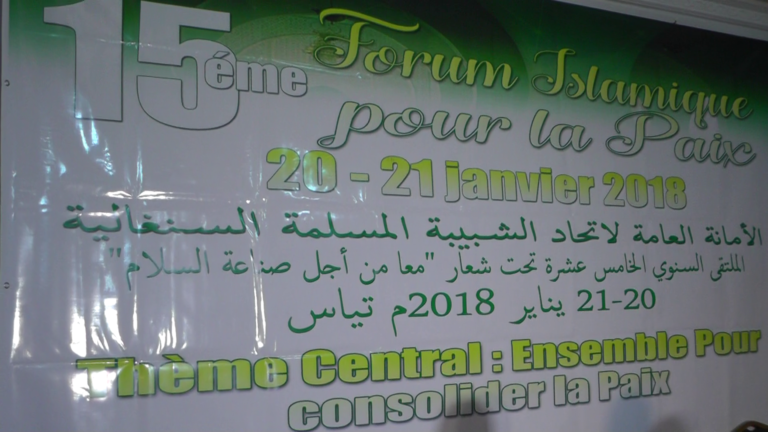 15éme Forum Islamique
pour la Paix
20 - 21 janvier 2018
الأمانة العامة لاتحاد الشبيبة المسلمة السنغالية
الملتقى السنوي الخامس عشرة تحت شعار "معا من أجل صناعة السلام"
20-21 يناير 2018م تياس
Thème Central : Ensemble Pour
consolider la Paix